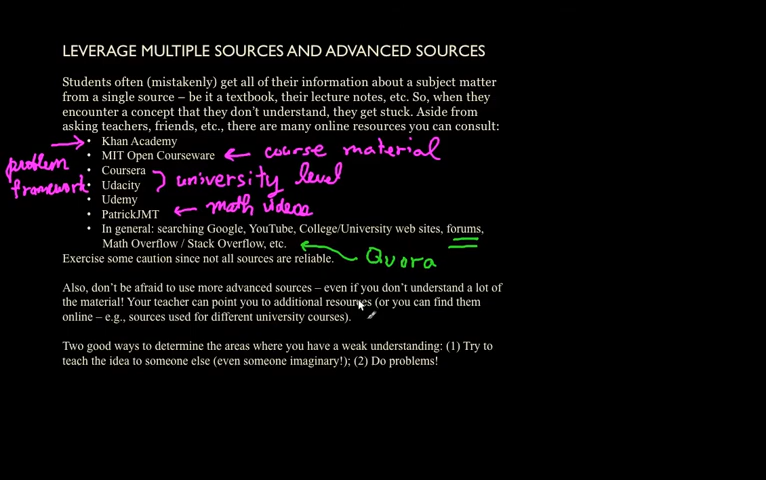 LEVERAGE MULTIPLE SOURCES AND ADVANCED SOURCES
Students often (mistakenly) get all of their information about a subject matter
from a single source – be it a textbook, their lecture notes, etc. So, when they
encounter a concept that they don't understand, they get stuck. Aside from
asking teachers, friends, etc., there are many online resources you can consult:
• Khan Academy
• MIT Open Courseware course material
• Coursera
• Udacity
problem
framework
university level
• Udemy
• PatrickJMT math videos
• In general: searching Google, YouTube, College/University web sites, forums,
Math Overflow / Stack Overflow, etc.
Quora
Exercise some caution since not all sources are reliable.
Also, don't be afraid to use more advanced sources – even if you don't understand a lot of
the material! Your teacher can point you to additional resources (or you can find them
online – e.g., sources used for different university courses).
Two good ways to determine the areas where you have a weak understanding: (1) Try to
teach the idea to someone else (even someone imaginary!); (2) Do problems!